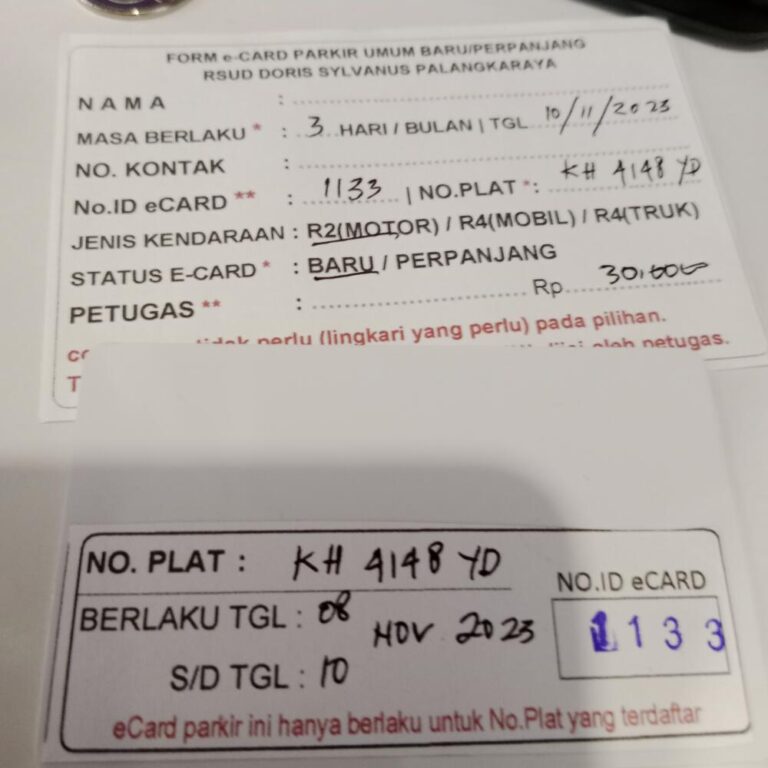 FORM e-CARD PARKIR UMUM BARU/PERPANJANG
RSUD DORIS SYLVANUS PALANGKARAYA
NAMA :
MASA BERLAKU * : 3 HARI / BULAN | TGL 10/11/2023
NO. KONTAK :
No.ID eCARD ** : 1133 | NO.PLAT *: KH 4148 YD
JENIS KENDARAAN : R2(MOTOR) / R4(MOBIL) / R4(TRUK)
STATUS E-CARD * : BARU / PERPANJANG
PETUGAS ** : Rp 30.000
perlu (lingkari yang perlu) pada pilihan.
oleh petugas.
NO. PLAT : KH 4148 YD
NO.ID eCARD
BERLAKU TGL : 08 NOV 2023
1133
S/D TGL : 10
eCard parkir ini hanya berlaku untuk No.Plat yang terdaftar